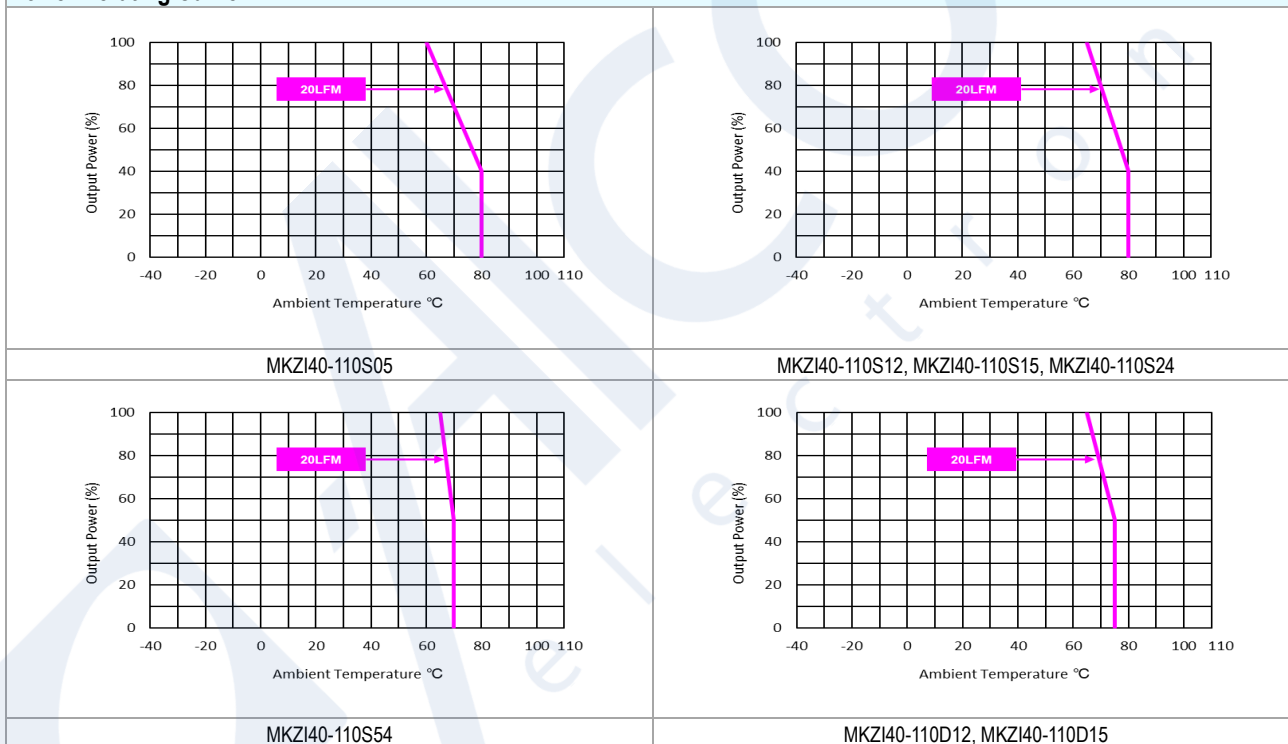 100
80
60
40
20
0
Output Power (%)
20LFM
-40 -20 0 20 40 60 80 100 110
Ambient Temperature °C
100
80
60
40
20
0
Output Power (%)
20LFM
-40 -20 0 20 40 60 80 100 110
Ambient Temperature °C
MKZI40-110S05
MKZI40-110S12, MKZI40-110S15, MKZI40-110S24
100
80
60
40
20
0
Output Power (%)
20LFM
-40 -20 0 20 40 60 80 100 110
Ambient Temperature °C
100
80
60
40
20
0
Output Power (%)
20LFM
-40 -20 0 20 40 60 80 100 110
Ambient Temperature °C
MKZI40-110S54
MKZI40-110D12, MKZI40-110D15